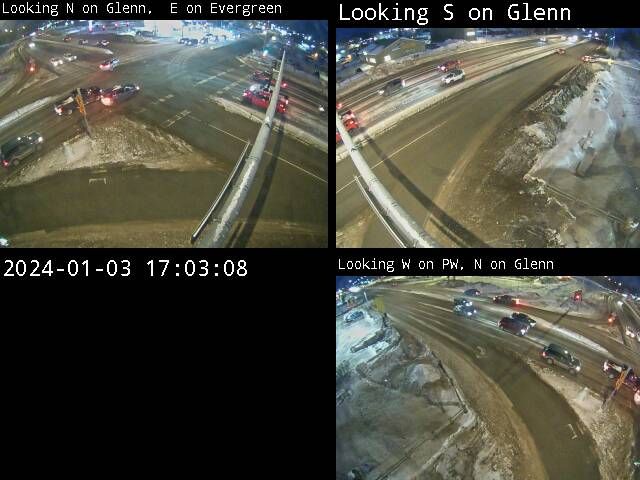 Looking N on Glenn, E on Evergreen
Looking S on Glenn
2024-01-03 17:03:08
Looking W on PW, N on Glenn